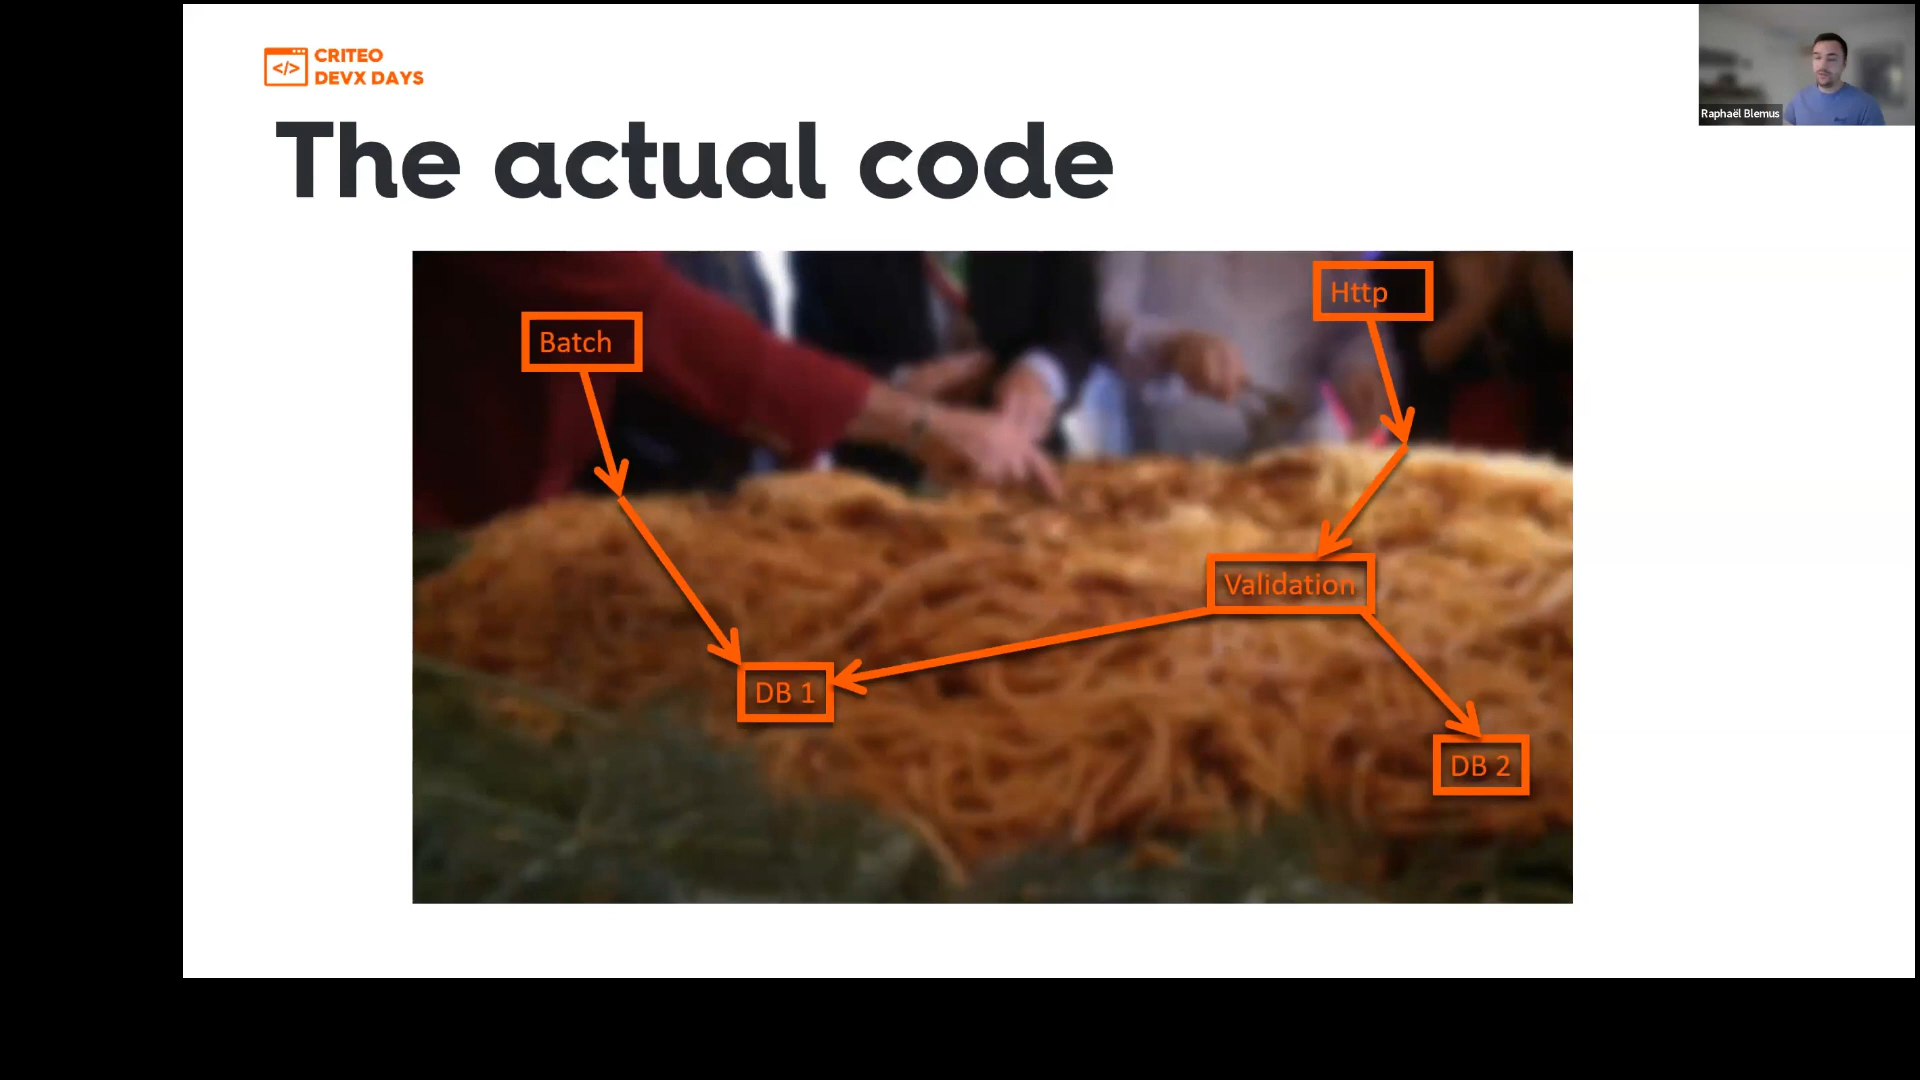 CRITEO
DEVX DAYS
Raphaël Blemus
The actual code
Http
Batch
Validation
DB 1
DB 2